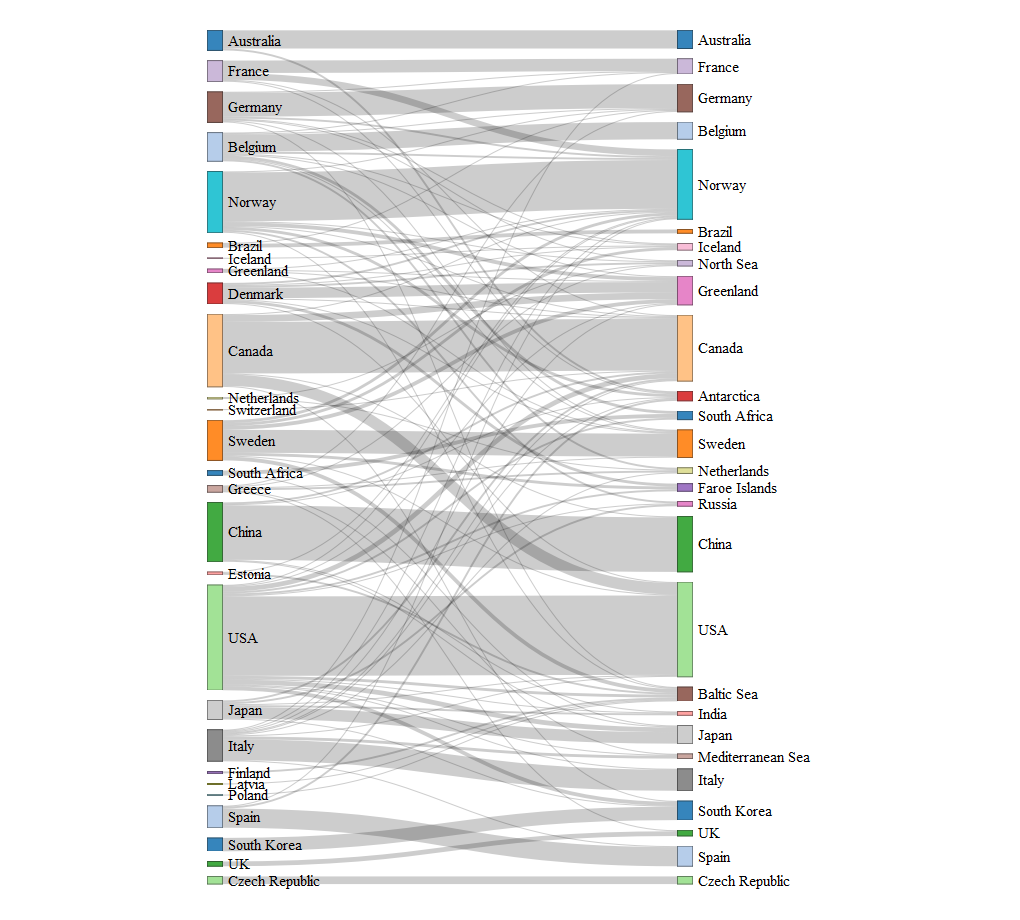 Australia
France
Germany
Belgium
Norway
Brazil
Iceland
Greenland
Denmark
Canada
Netherlands
Switzerland
Sweden
South Africa
Greece
China
Estonia
USA
Japan
Italy
Finland
Latvia
Poland
Spain
South Korea
UK
Czech Republic
Australia
France
Germany
Belgium
Norway
Brazil
Iceland
North Sea
Greenland
Canada
Antarctica
South Africa
Sweden
Netherlands
Faroe Islands
Russia
China
USA
Baltic Sea
India
Japan
Mediterranean Sea
Italy
South Korea
UK
Spain
Czech Republic